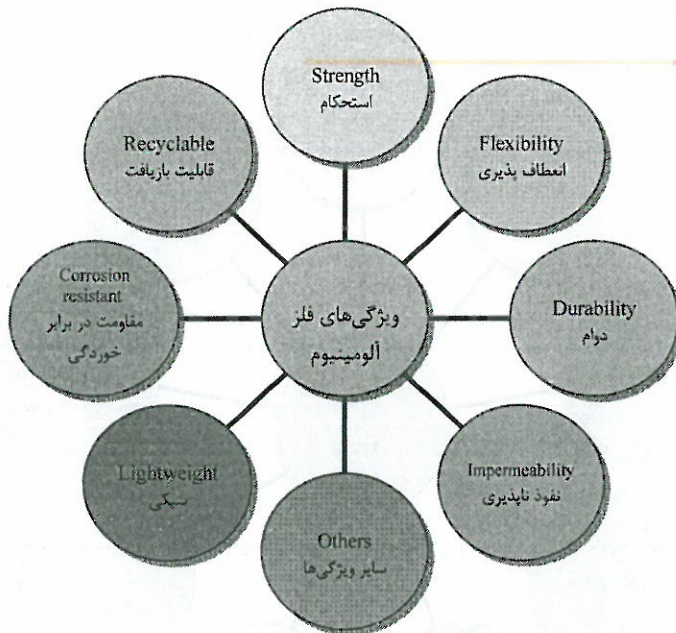 Strength
استحکام
Flexibility
انعطاف پذیری
Durability
دوام
Impermeability
نفوذ ناپذیری
Others
سایر ویژگی‌ها
Lightweight
سبکی
Corrosion
resistant
مقاومت در برابر
خوردگی
Recyclable
قابلیت بازیافت
ویژگی‌های فلز
آلومینیوم